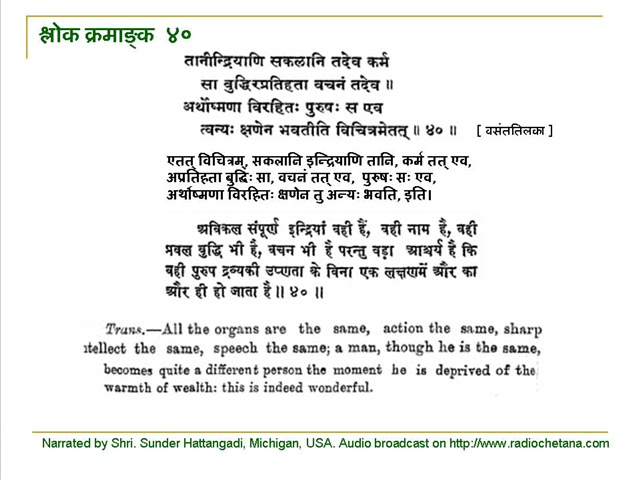 श्लोक क्रमाङ्क ४०
तानीन्द्रियाणि सकलानि तदेव कर्म
सा बुद्धिरप्रतिहता वचनं तदेव ॥
अर्थोष्मणा विरहितः पुरुषः स एव
त्वन्यः क्षणेन भवतीति विचित्रमेतत् ॥ ४० ॥ [ वसंततिलका ]
एतत् विचित्रम्, सकलानि इन्द्रियाणि तानि, कर्म तत् एव,
अप्रतिहता बुद्धिः सा, वचनं तत् एव, पुरुषः सः एव,
अर्थोष्मणा विरहितः क्षणेन तु अन्यः भवति, इति।
अविकल संपूर्ण इन्द्रियां वही हैं, वही नाम है, वही
प्रबल बुद्धि भी है, वचन भी है परन्तु बड़ा आश्चर्य है कि
वही पुरुष द्रव्यकी उष्णता के विना एक लक्षणमें और का
और ही हो जाता है॥ ४० ॥
Trans.—All the organs are the same, action the same, sharp
ntellect the same, speech the same; a man, though he is the same,
becomes quite a different person the moment he is deprived of the
warmth of wealth: this is indeed wonderful.
Narrated by Shri. Sunder Hattangadi, Michigan, USA. Audio broadcast on http://www.radiochetana.com